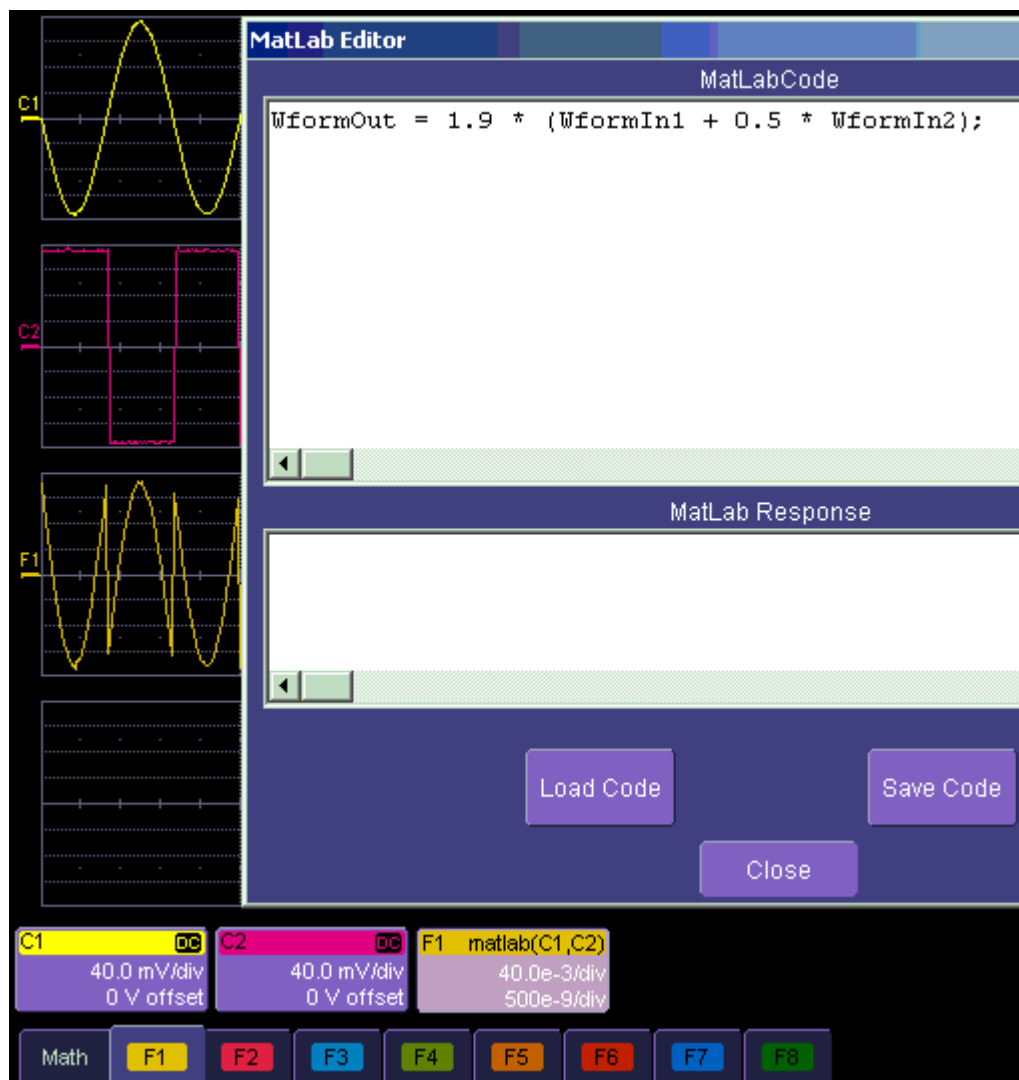 MatLab Editor
MatLabCode
C1
WformOut = 1.9 * (WformIn1 + 0.5 * WformIn2);
C2
MatLab Response
F1
Load Code
Save Code
Close
C1 DC
40.0 mV/div
0 V offset
C2 DC
40.0 mV/div
0 V offset
F1 matlab(C1,C2)
40.0e-3/div
500e-9/div
Math F1 F2 F3 F4 F5 F6 F7 F8